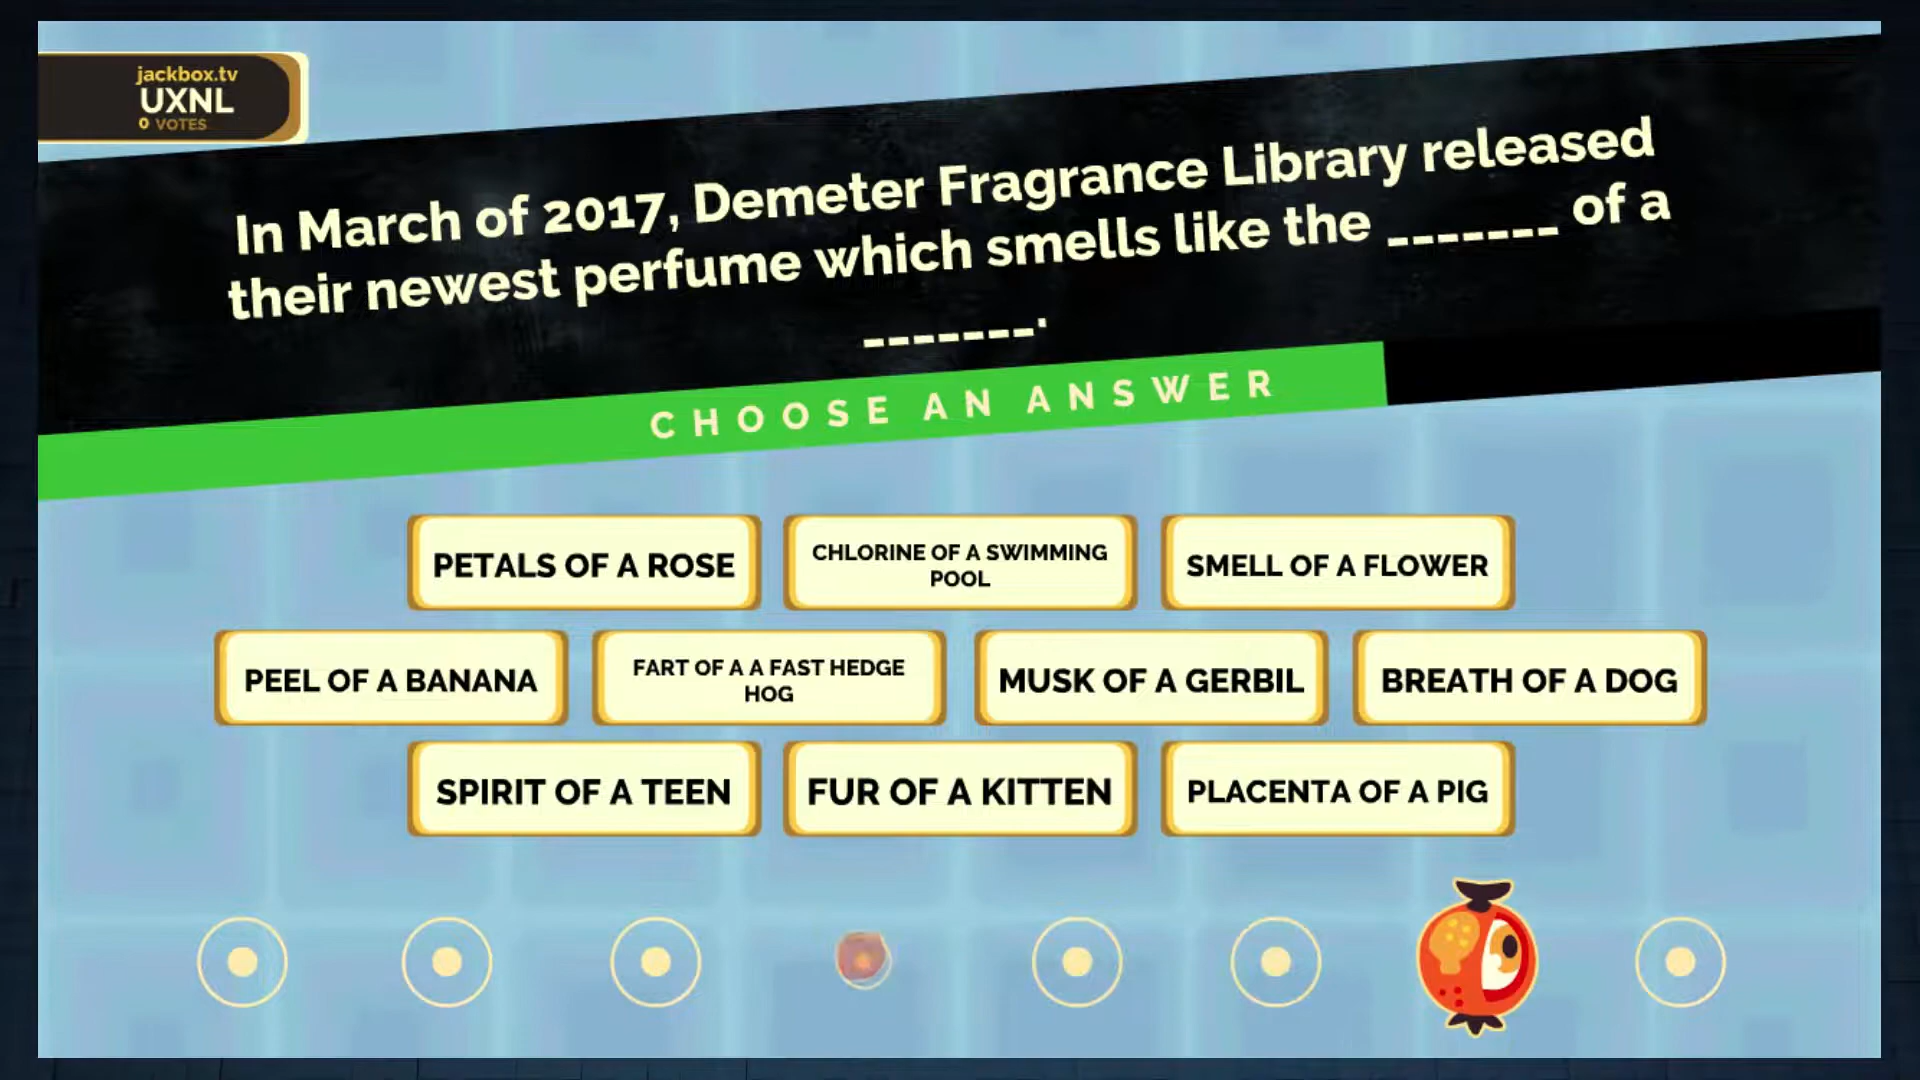 jackbox.tv
UXNL
0 VOTES
In March of 2017, Demeter Fragrance Library released
their newest perfume which smells like the _______ of a
_______.
CHOOSE AN ANSWER
PETALS OF A ROSE
CHLORINE OF A SWIMMING
POOL
SMELL OF A FLOWER
PEEL OF A BANANA
FART OF A A FAST HEDGE
HOG
MUSK OF A GERBIL
BREATH OF A DOG
SPIRIT OF A TEEN
FUR OF A KITTEN
PLACENTA OF A PIG